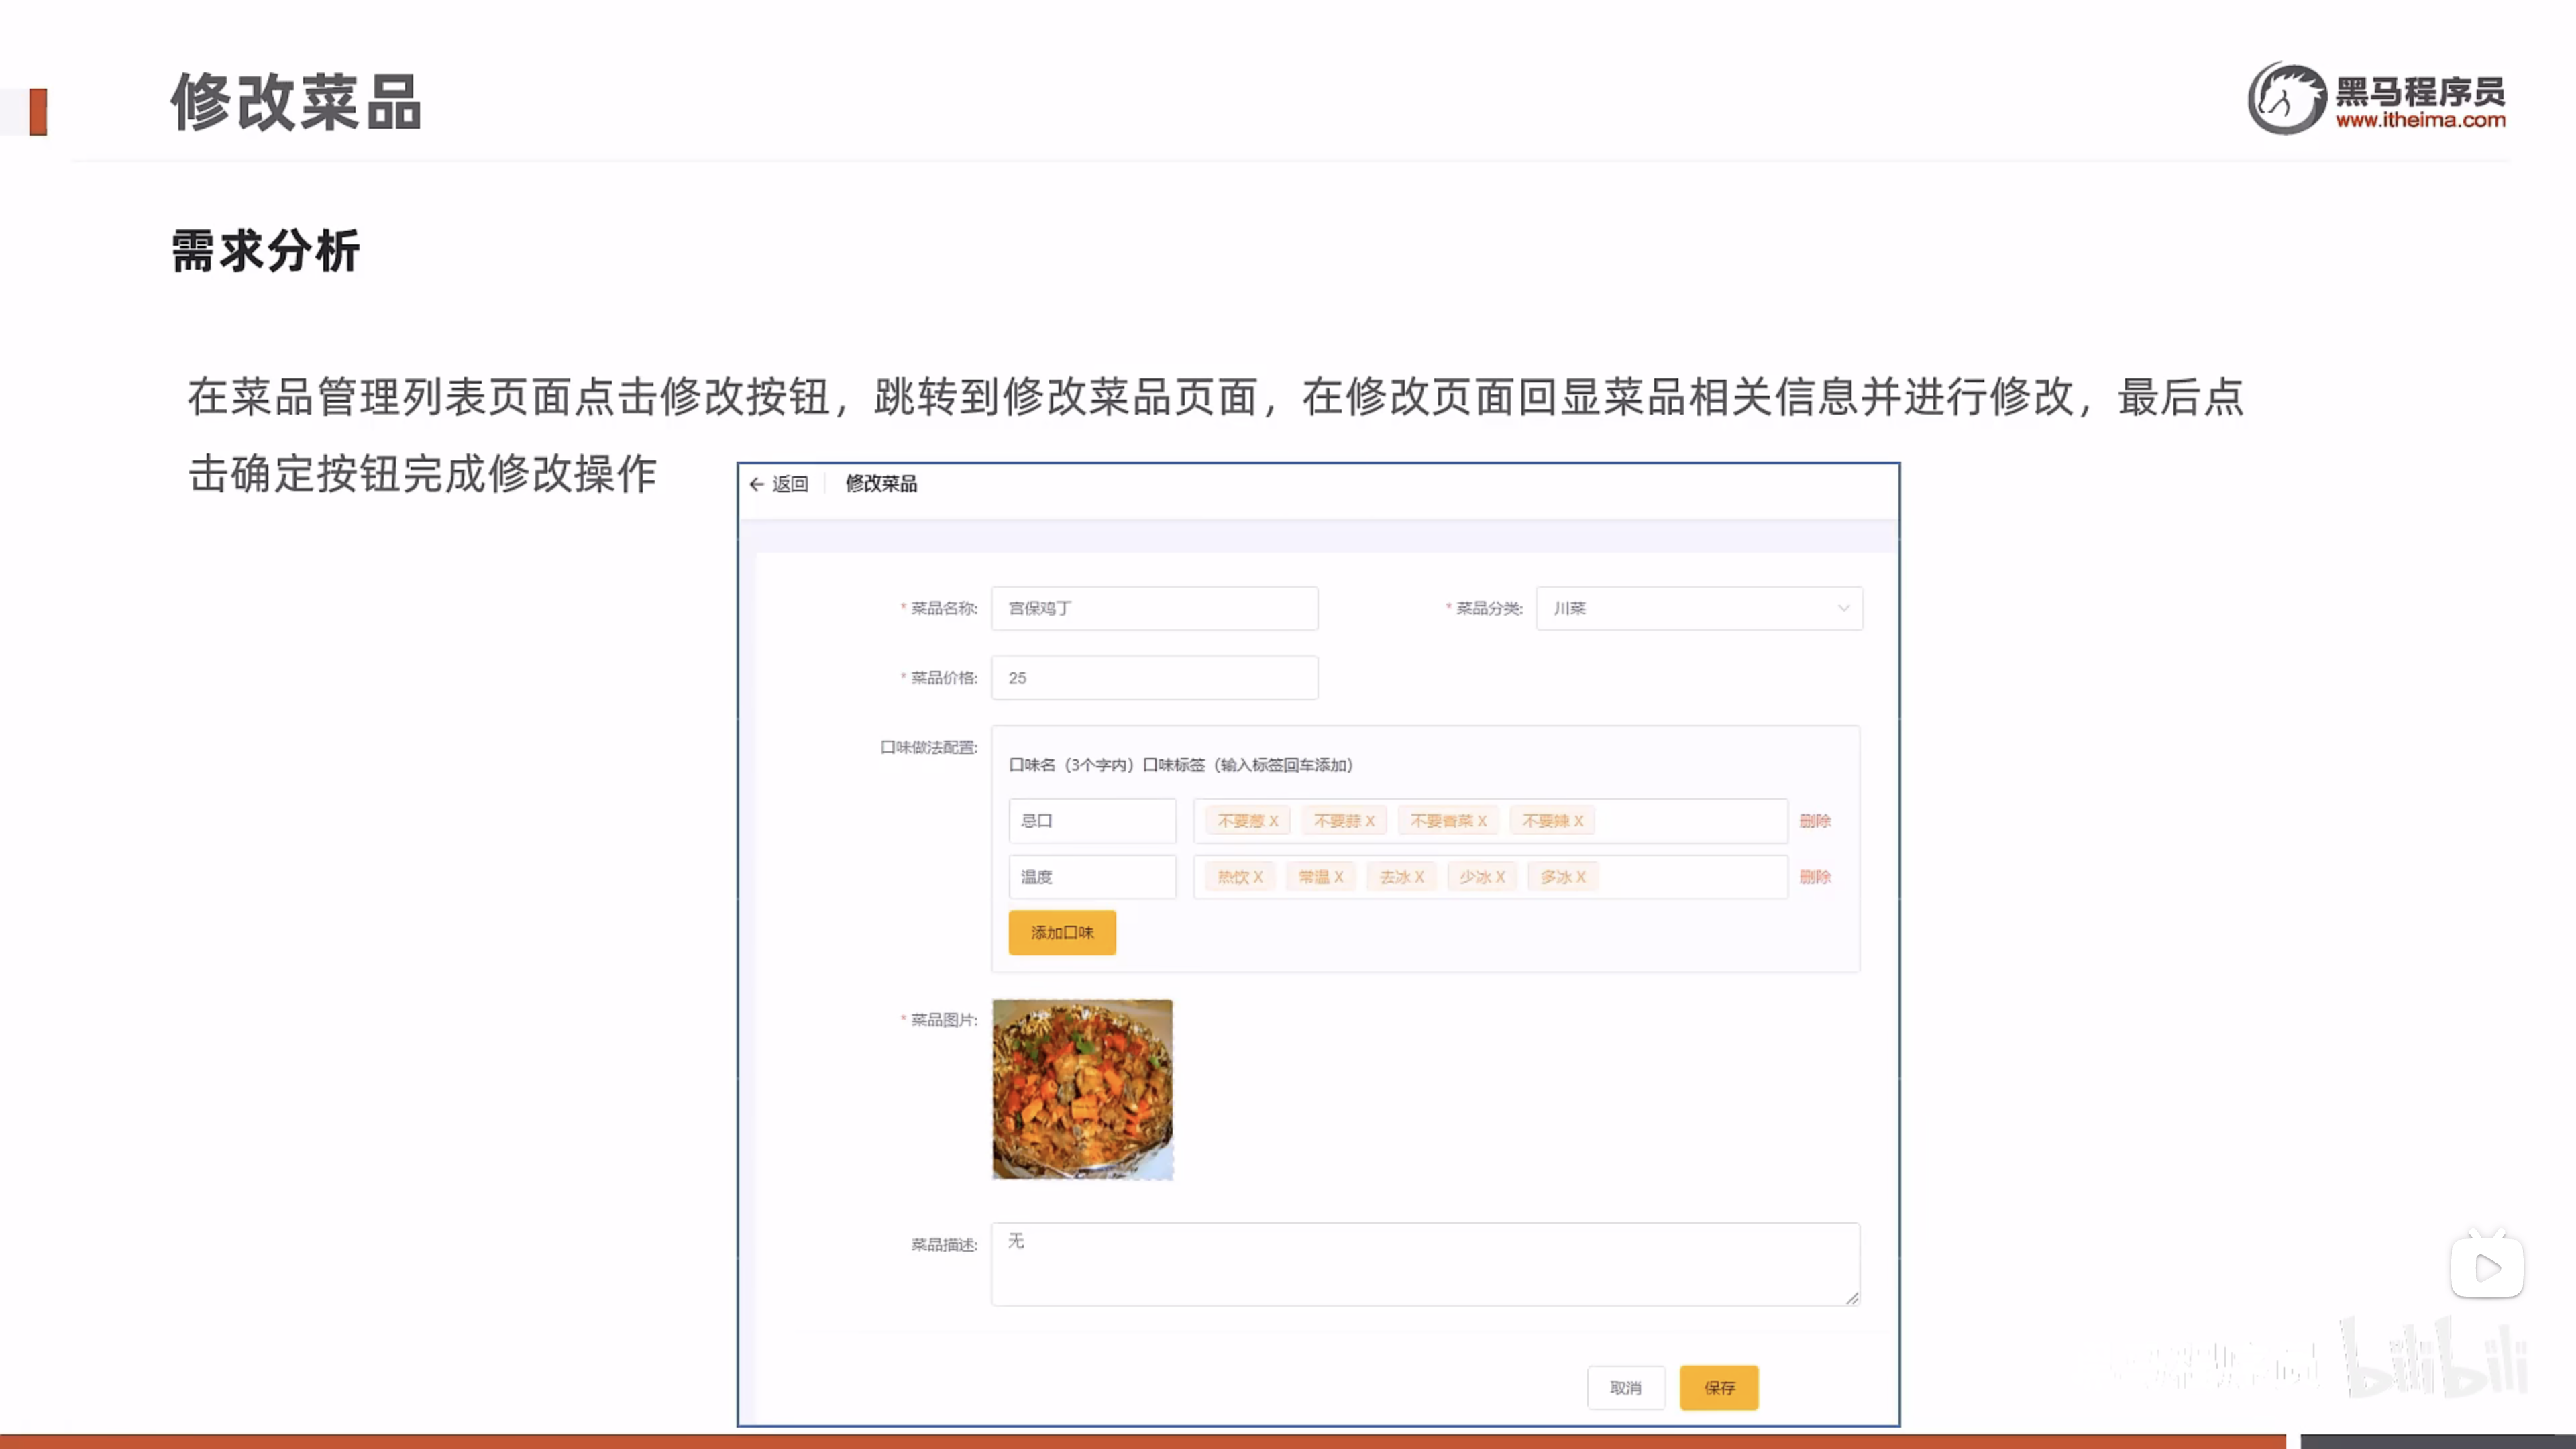 修改菜品
黑马程序员
www.itheima.com
需求分析
在菜品管理列表页面点击修改按钮，跳转到修改菜品页面，在修改页面回显菜品相关信息并进行修改，最后点
击确定按钮完成修改操作
← 返回 修改菜品
* 菜品名称: 宫保鸡丁 * 菜品分类: 川菜
* 菜品价格: 25
口味做法配置:
口味名（3个字内）口味标签（输入标签回车添加）
忌口 不要葱 X 不要蒜 X 不要香菜 X 不要辣 X 删除
温度 热饮 X 常温 X 去冰 X 少冰 X 多冰 X 删除
添加口味
* 菜品图片:
菜品描述: 无
取消 保存
bilibili